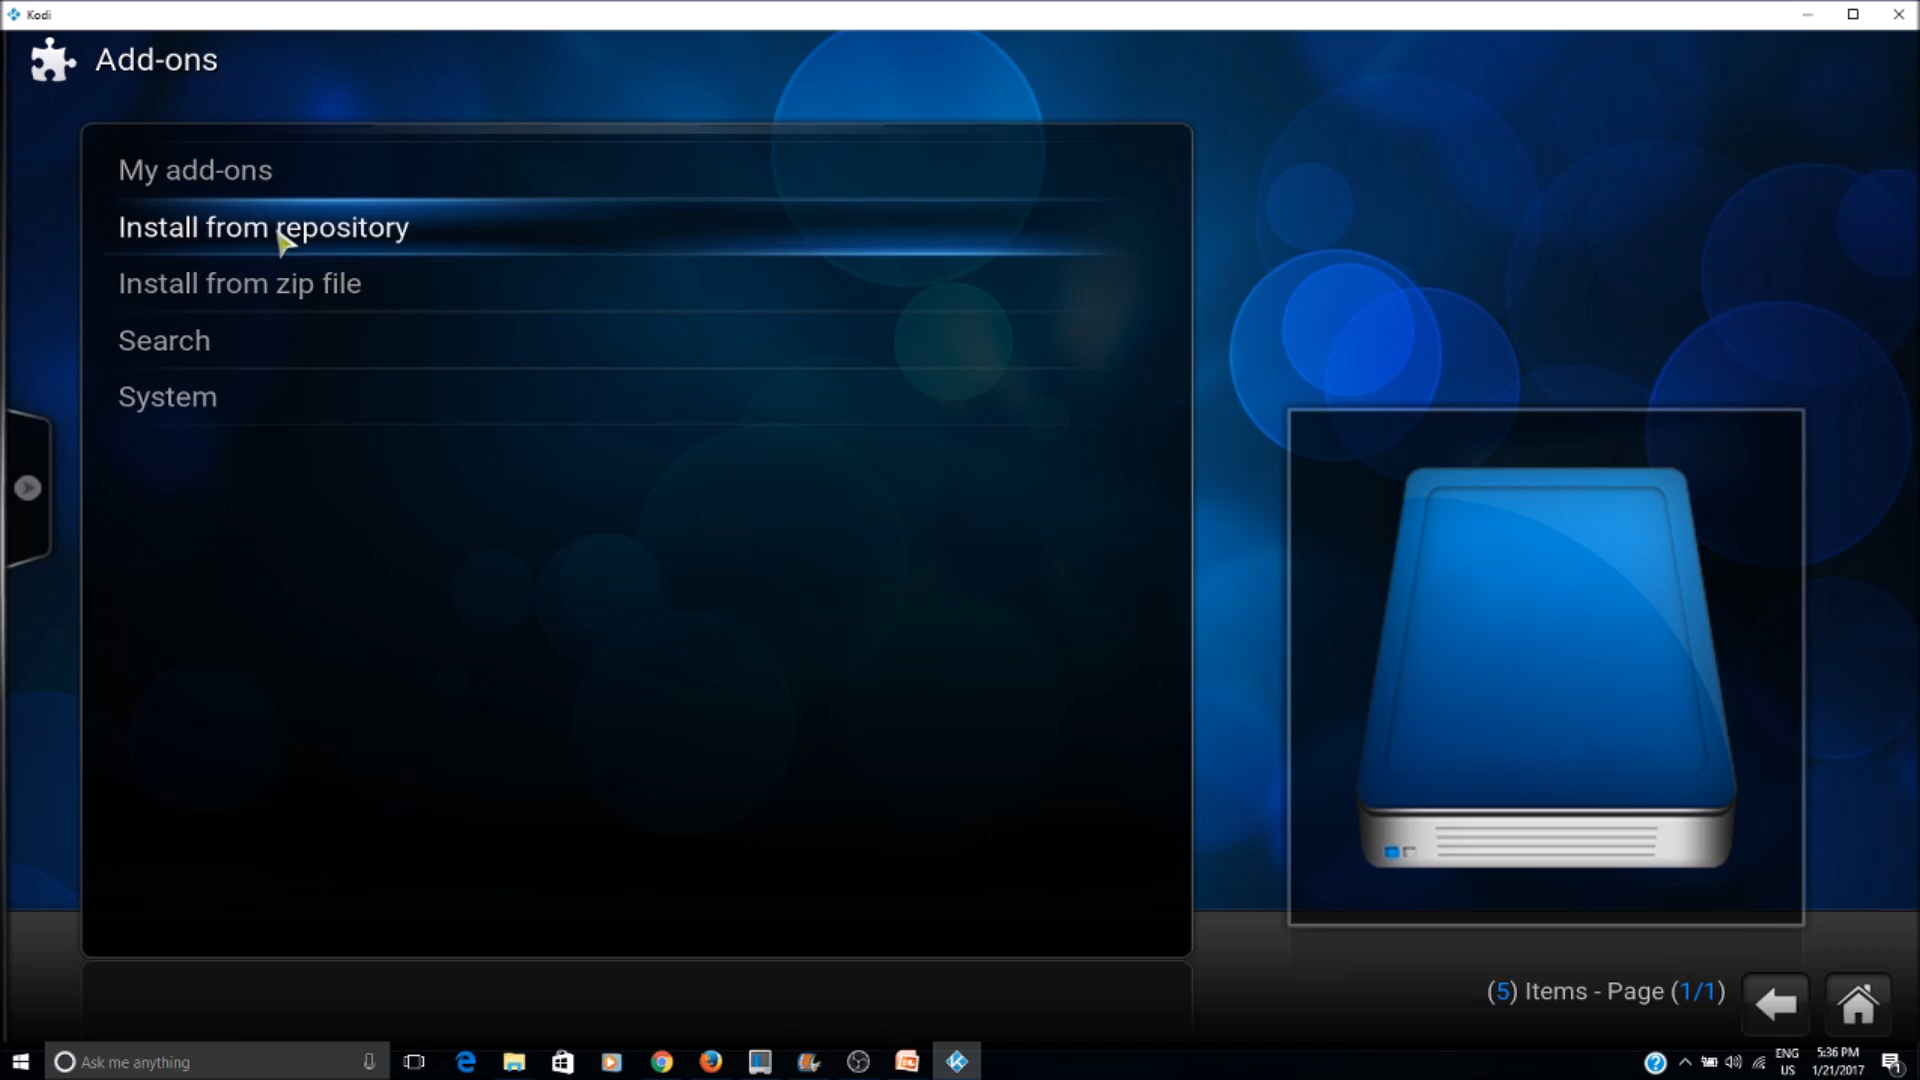 Kodi
Add-ons
My add-ons
Install from repository
Install from zip file
Search
System
(5) Items - Page (1/1)
Ask me anything
ENG
US
5:36 PM
1/21/2017
1